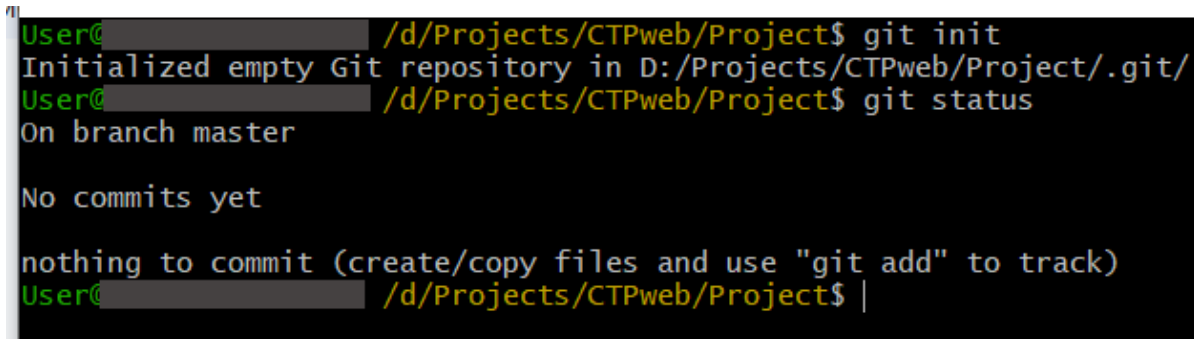 User@ /d/Projects/CTPweb/Project$ git init
Initialized empty Git repository in D:/Projects/CTPweb/Project/.git/
User@ /d/Projects/CTPweb/Project$ git status
On branch master
No commits yet
nothing to commit (create/copy files and use "git add" to track)
User@ /d/Projects/CTPweb/Project$